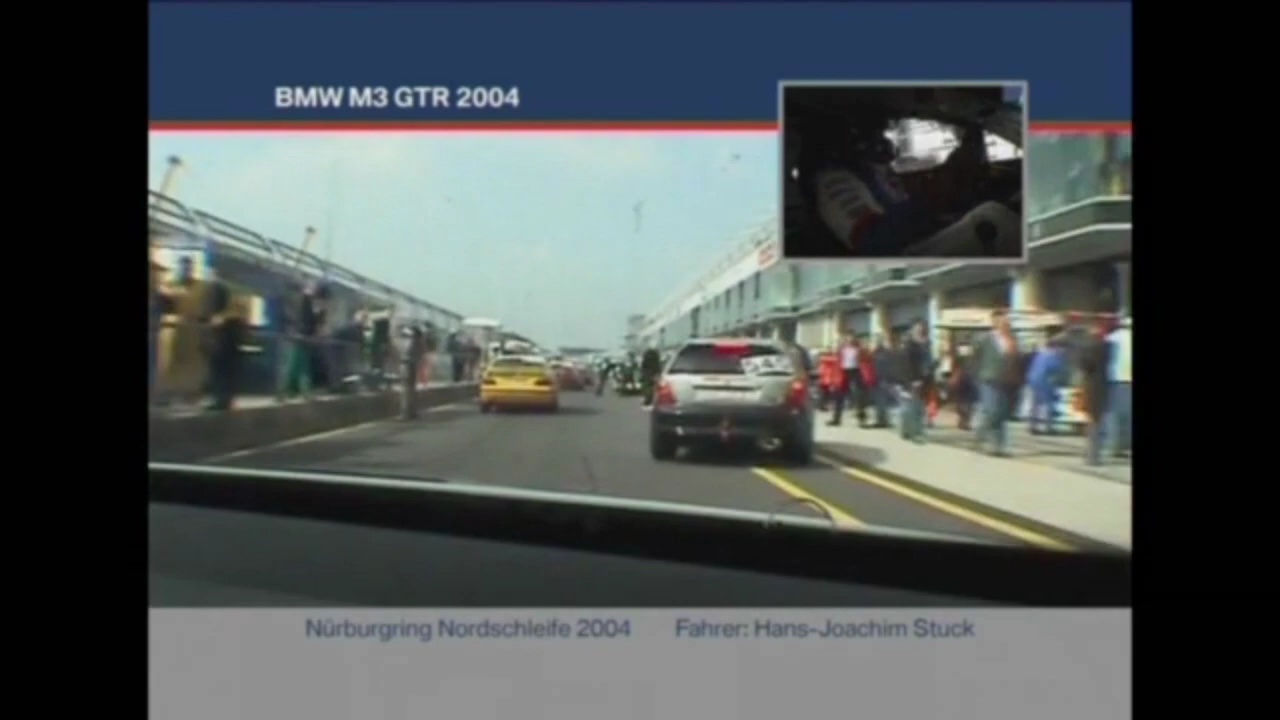 BMW M3 GTR 2004
Nürburgring Nordschleife 2004 Fahrer: Hans-Joachim Stuck